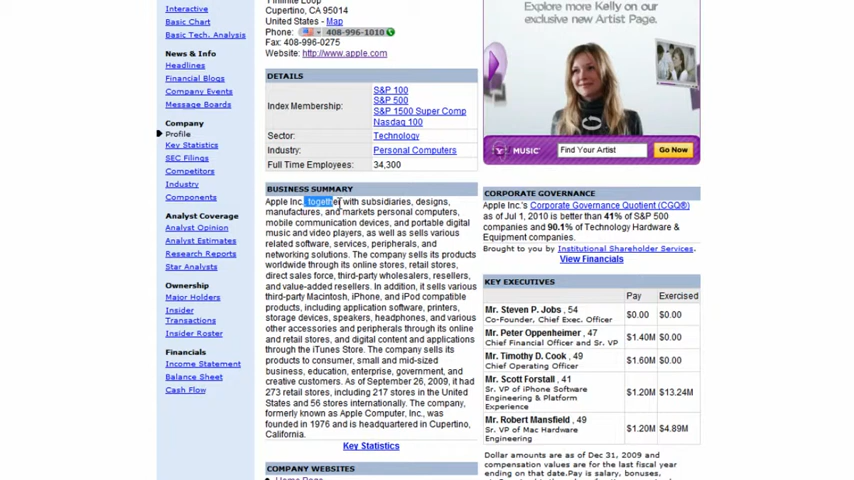 Interactive
Basic Chart
Basic Tech. Analysis
News & Info
Headlines
Financial Blogs
Company Events
Message Boards
Company
Profile
Key Statistics
SEC Filings
Competitors
Industry
Components
Analyst Coverage
Analyst Opinion
Analyst Estimates
Research Reports
Star Analysts
Ownership
Major Holders
Insider
Transactions
Insider Roster
Financials
Income Statement
Balance Sheet
Cash Flow
Cupertino, CA 95014
United States - Map
Phone: 408-996-1010
Fax: 408-996-0275
Website: http://www.apple.com
DETAILS
Index Membership:
S&P 100
S&P 500
S&P 1500 Super Comp
Nasdaq 100
Sector: Technology
Industry: Personal Computers
Full Time Employees: 34,300
BUSINESS SUMMARY
Apple Inc., together with subsidiaries, designs,
manufactures, and markets personal computers,
mobile communication devices, and portable digital
music and video players, as well as sells various
related software, services, peripherals, and
networking solutions. The company sells its products
worldwide through its online stores, retail stores,
direct sales force, third-party wholesalers, resellers,
and value-added resellers. In addition, it sells various
third-party Macintosh, iPhone, and iPod compatible
products, including application software, printers,
storage devices, speakers, headphones, and various
other accessories and peripherals through its online
and retail stores, and digital content and applications
through the iTunes Store. The company sells its
products to consumer, small and mid-sized
business, education, enterprise, government, and
creative customers. As of September 26, 2009, it had
273 retail stores, including 217 stores in the United
States and 56 stores internationally. The company,
formerly known as Apple Computer, Inc., was
founded in 1976 and is headquartered in Cupertino,
California.
Key Statistics
COMPANY WEBSITES
Explore more Kelly on our
exclusive new Artist Page.
Y! MUSIC Find Your Artist Go Now
CORPORATE GOVERNANCE
Apple Inc.'s Corporate Governance Quotient (CGQ®)
as of Jul 1, 2010 is better than 41% of S&P 500
companies and 90.1% of Technology Hardware &
Equipment companies.
Brought to you by Institutional Shareholder Services.
View Financials
KEY EXECUTIVES
Pay Exercised
Mr. Steven P. Jobs , 54
Co-Founder, Chief Exec. Officer
$0.00 $0.00
Mr. Peter Oppenheimer , 47
Chief Financial Officer and Sr. VP
$1.40M $0.00
Mr. Timothy D. Cook , 49
Chief Operating Officer
$1.60M $0.00
Mr. Scott Forstall , 41
Sr. VP of iPhone Software
Engineering & Platform
Experience
$1.20M $13.24M
Mr. Robert Mansfield , 49
Sr. VP of Mac Hardware
Engineering
$1.20M $4.89M
Dollar amounts are as of Dec 31, 2009 and
compensation values are for the last fiscal year
ending on that date.Pay is salary, bonuses,